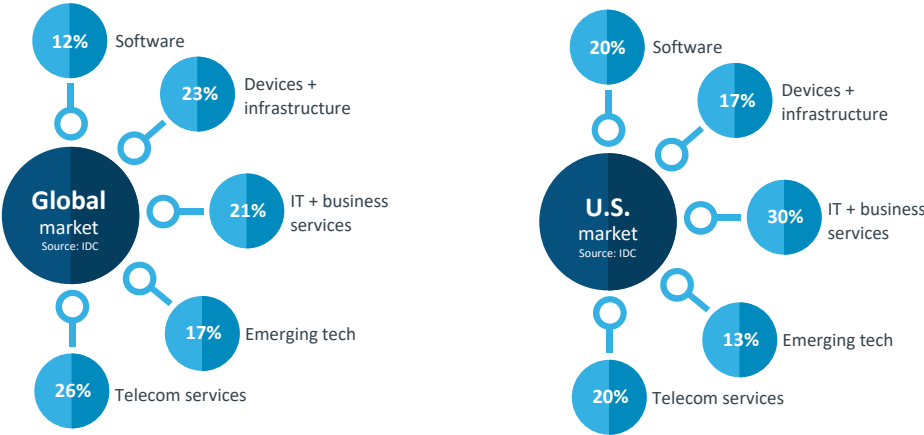 12%
Software
23%
Devices +
infrastructure
Global
market
Source: IDC
21%
IT + business
services
17%
Emerging tech
26%
Telecom services
20%
Software
17%
Devices +
infrastructure
U.S.
market
Source: IDC
30%
IT + business
services
13%
Emerging tech
20%
Telecom services